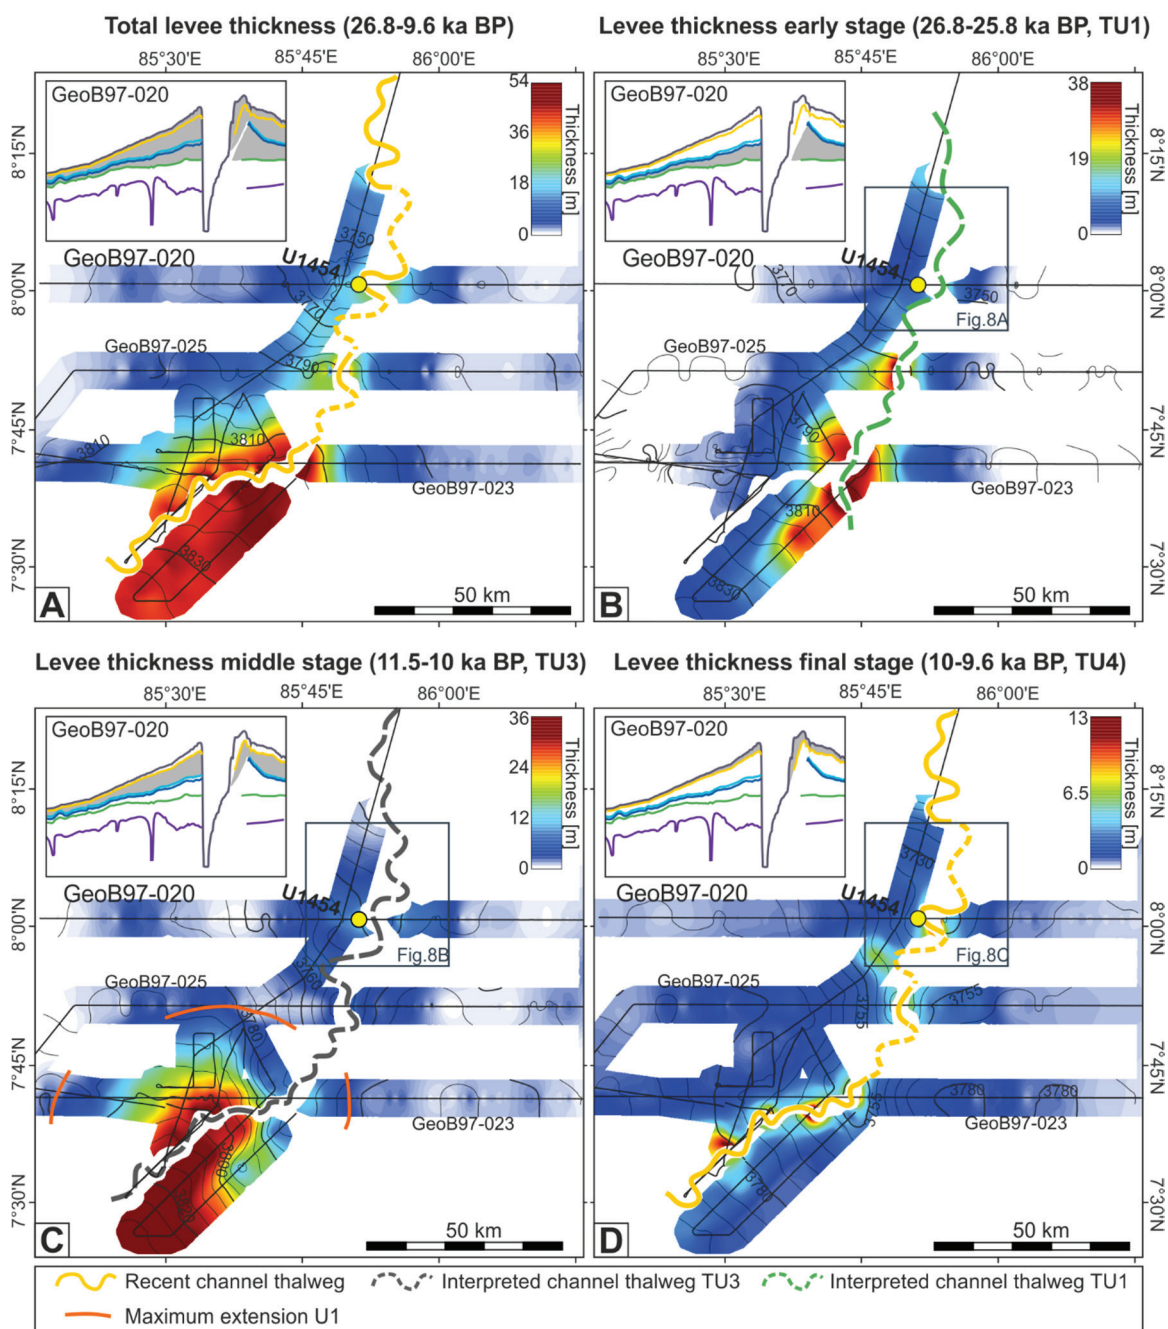 Total levee thickness (26.8-9.6 ka BP)
85°30'E 85°45'E 86°00'E
GeoB97-020
54
36
18
0
Thickness [m]
8°15'N
8°00'N
7°45'N
7°30'N
3750
U1454
GeoB97-020
3770
GeoB97-025
3790
3810
3810
GeoB97-023
3830
50 km
A
Levee thickness early stage (26.8-25.8 ka BP, TU1)
85°30'E 85°45'E 86°00'E
GeoB97-020
38
19
0
Thickness [m]
8°15'N
8°00'N
7°45'N
7°30'N
U1454
GeoB97-020
3770
3750
Fig.8A
GeoB97-025
3790
GeoB97-023
3810
3830
50 km
B
Levee thickness middle stage (11.5-10 ka BP, TU3)
85°30'E 85°45'E 86°00'E
GeoB97-020
36
24
12
0
Thickness [m]
8°15'N
8°00'N
7°45'N
7°30'N
U1454
GeoB97-020
Fig.8B
3760
GeoB97-025
3780
GeoB97-023
3800
50 km
C
Levee thickness final stage (10-9.6 ka BP, TU4)
85°30'E 85°45'E 86°00'E
GeoB97-020
13
6.5
0
Thickness [m]
8°15'N
8°00'N
7°45'N
7°30'N
3730
U1454
GeoB97-020
Fig.8C
GeoB97-025
3755
3755
3780
3780
3755
GeoB97-023
3780
50 km
D
Recent channel thalweg
Interpreted channel thalweg TU3
Interpreted channel thalweg TU1
Maximum extension U1